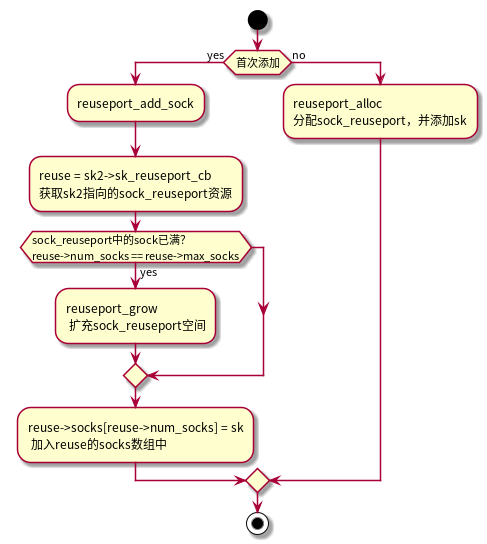 首次添加
yes
no
reuseport_add_sock
reuseport_alloc
分配sock_reuseport，并添加sk
reuse = sk2->sk_reuseport_cb
获取sk2指向的sock_reuseport资源
sock_reuseport中的sock已满?
reuse->num_socks == reuse->max_socks
yes
reuseport_grow
扩充sock_reuseport空间
reuse->socks[reuse->num_socks] = sk
加入reuse的socks数组中